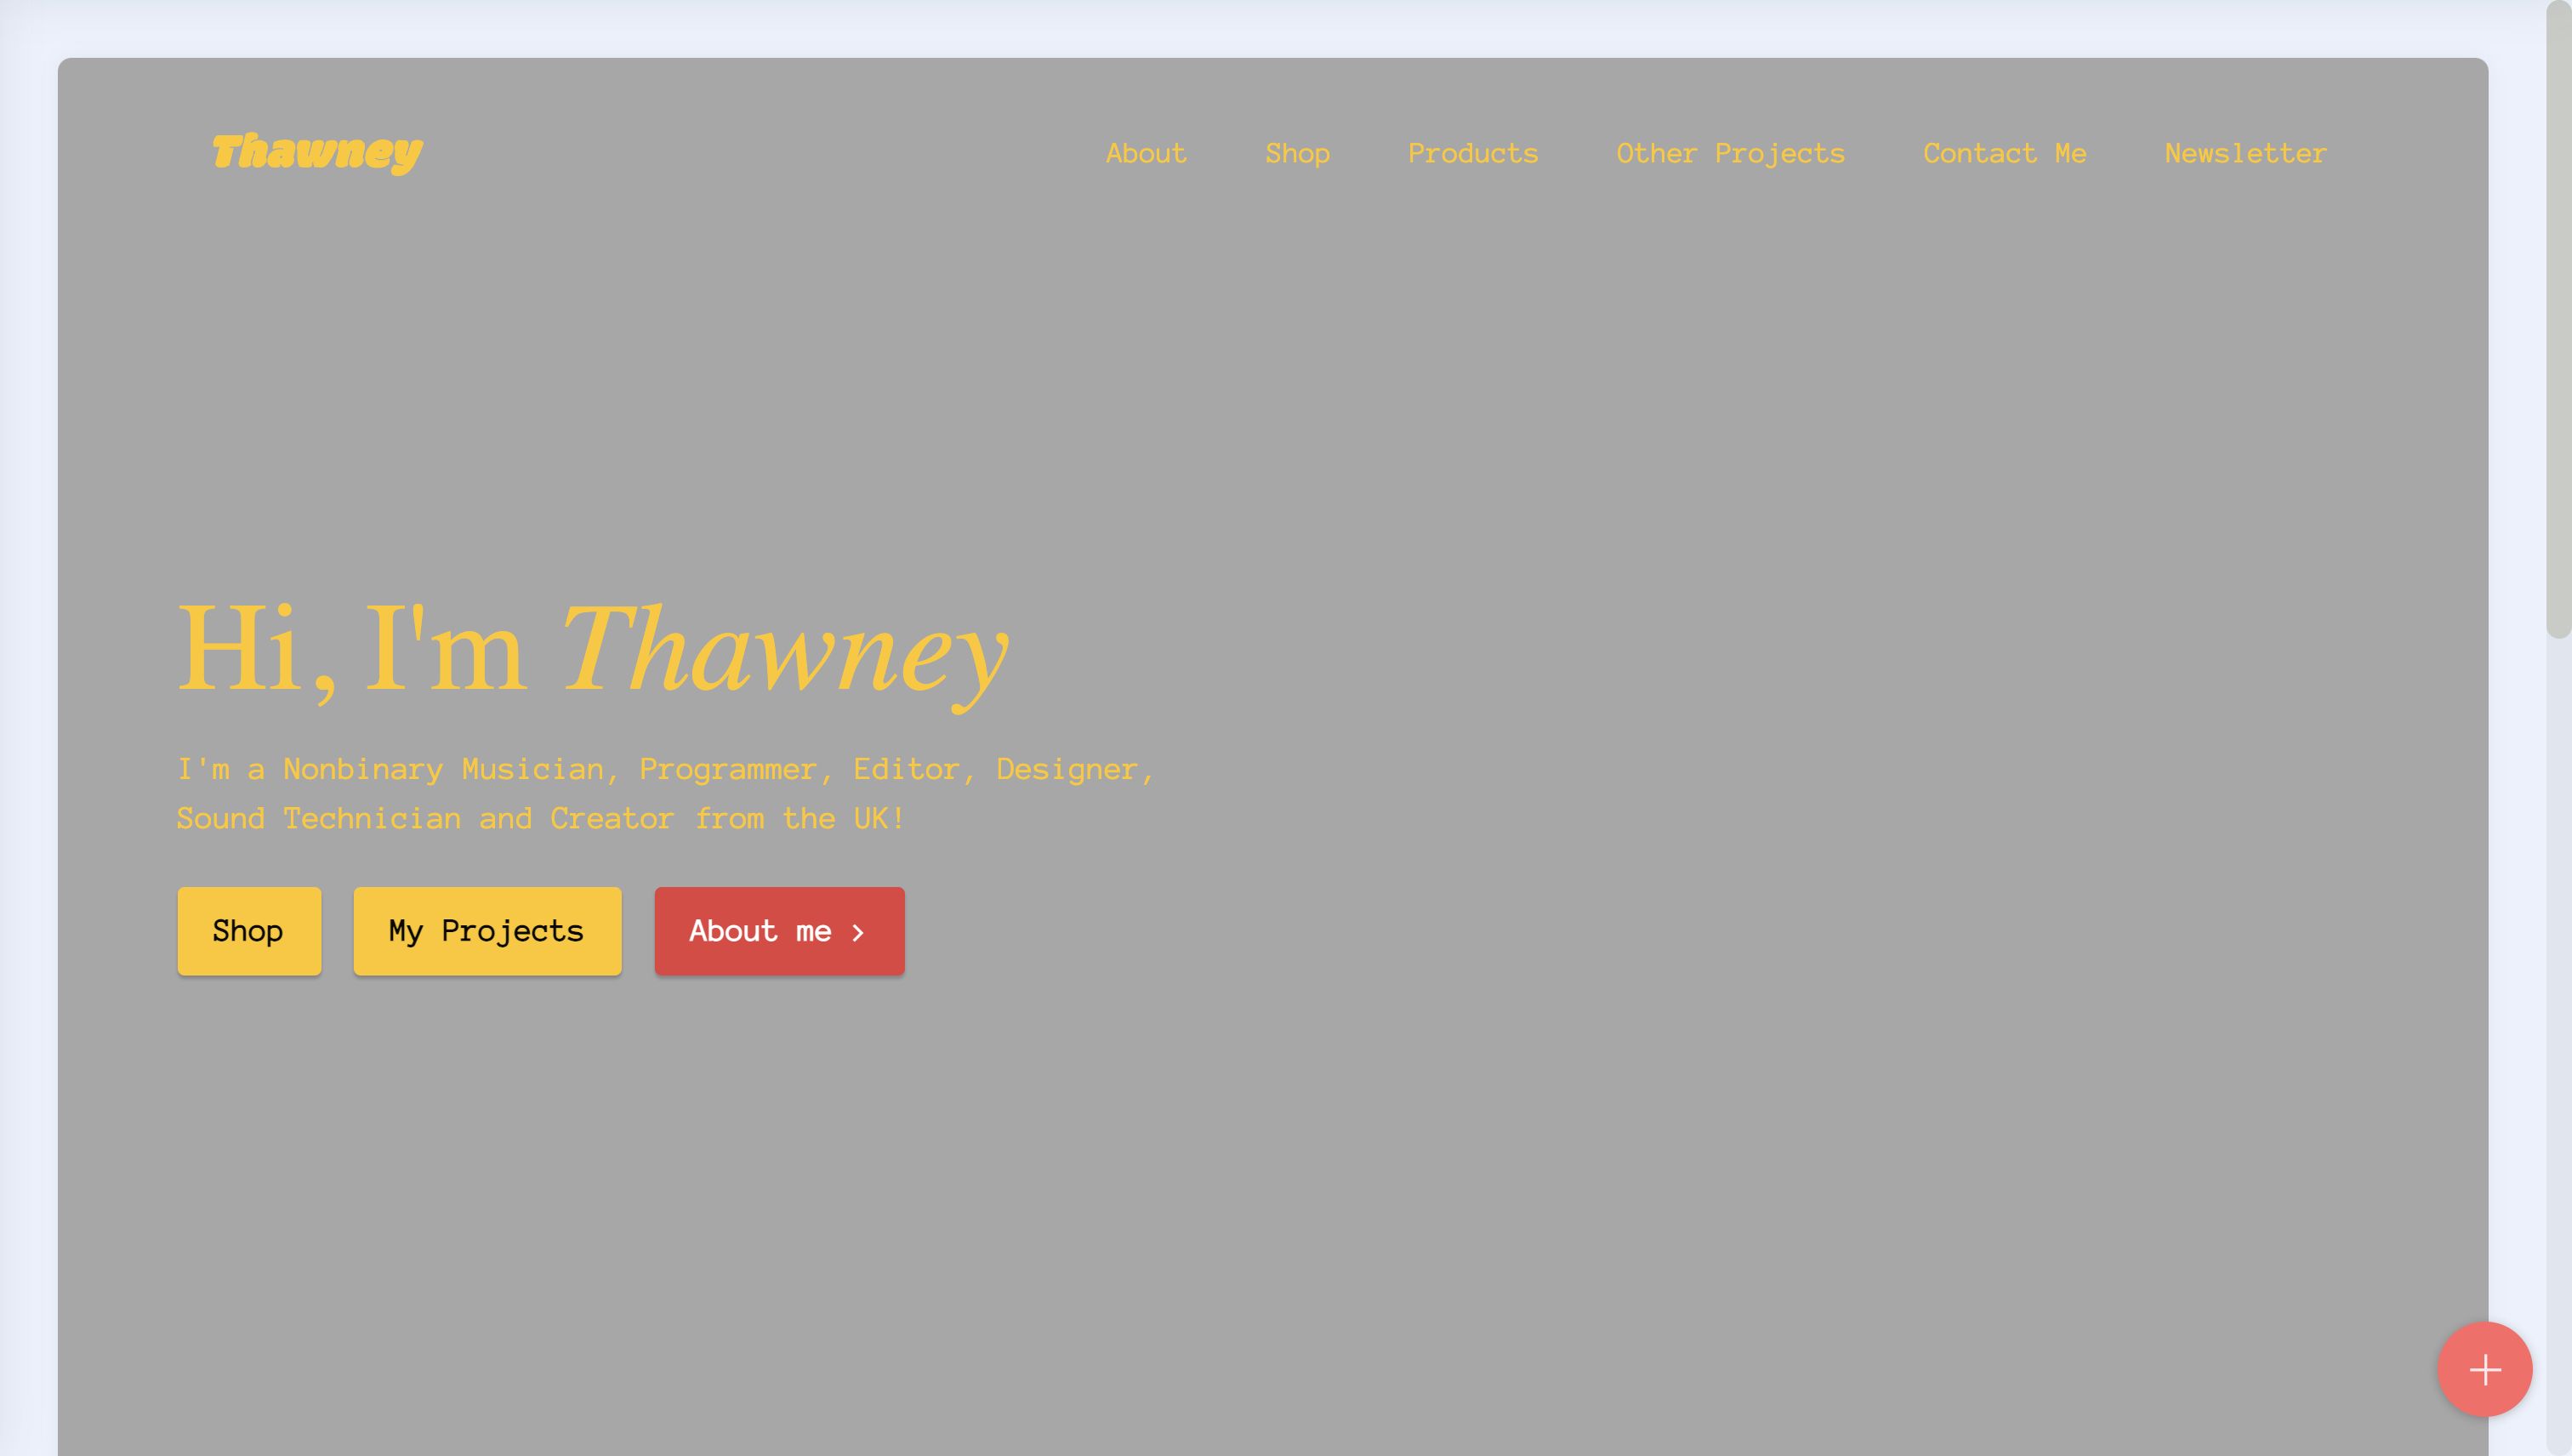 Thawney
About Shop Products Other Projects Contact Me Newsletter
Hi, I'm Thawney
I'm a Nonbinary Musician, Programmer, Editor, Designer,
Sound Technician and Creator from the UK!
Shop My Projects About me >